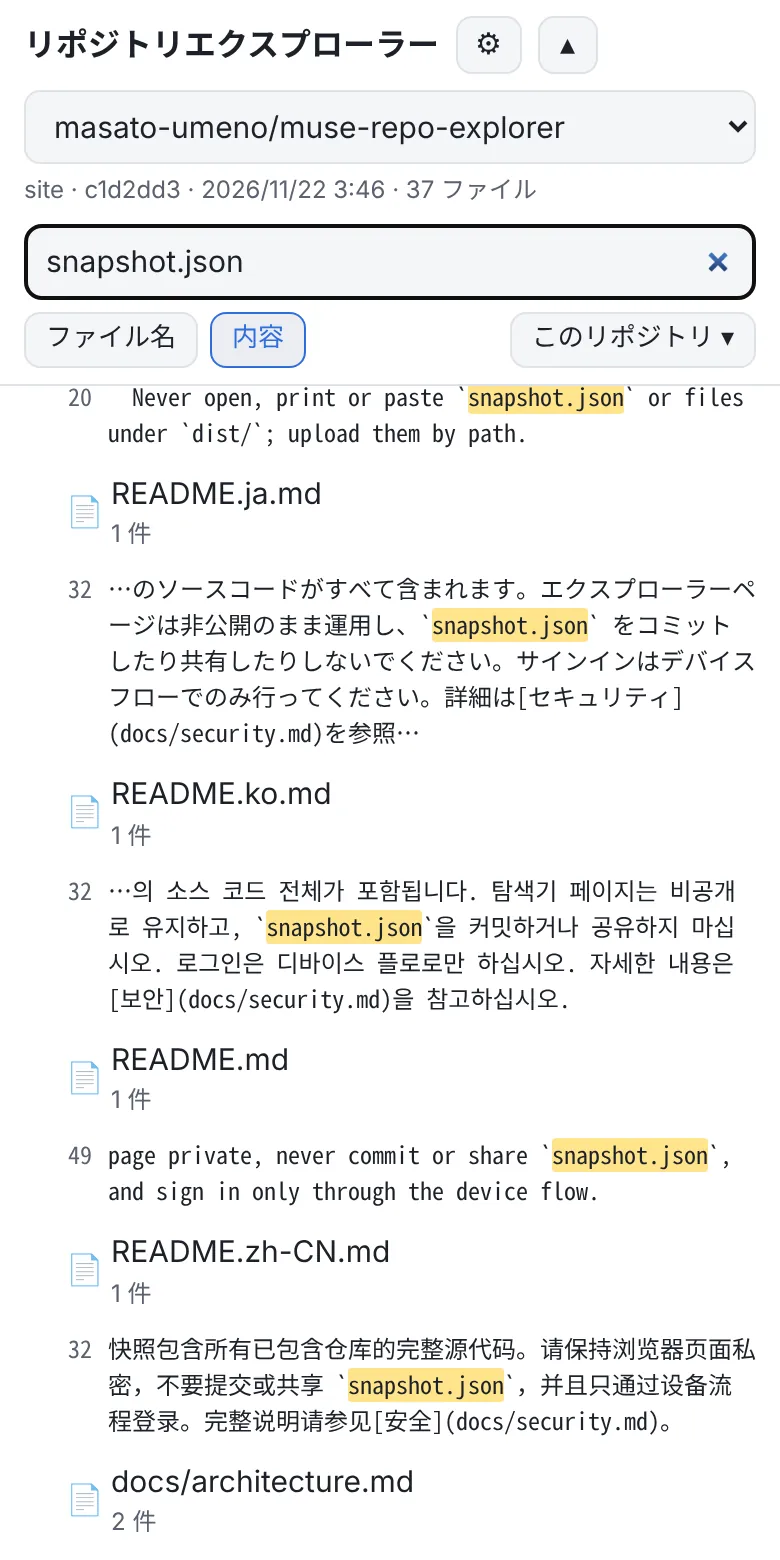 リポジトリエクスプローラー ⚙ ▲
masato-umeno/muse-repo-explorer
site · c1d2dd3 · 2026/11/22 3:46 · 37 ファイル
snapshot.json ×
ファイル名 内容 このリポジトリ ▾
20 Never open, print or paste `snapshot.json` or files
under `dist/`; upload them by path.
README.ja.md
1 件
32 …のソースコードがすべて含まれます。エクスプローラーペ
ージは非公開のまま運用し、`snapshot.json` をコミット
したり共有したりしないでください。サインインはデバイス
フローでのみ行ってください。詳細は[セキュリティ]
(docs/security.md)を参照…
README.ko.md
1 件
32 …의 소스 코드 전체가 포함됩니다. 탐색기 페이지는 비공개
로 유지하고, `snapshot.json`을 커밋하거나 공유하지 마십
시오. 로그인은 디바이스 플로로만 하십시오. 자세한 내용은
[보안](docs/security.md)을 참고하십시오.
README.md
1 件
49 page private, never commit or share `snapshot.json`,
and sign in only through the device flow.
README.zh-CN.md
1 件
32 快照包含所有已包含仓库的完整源代码。请保持浏览器页面私
密，不要提交或共享 `snapshot.json`，并且只通过设备流
程登录。完整说明请参见[安全](docs/security.md)。
docs/architecture.md
2 件